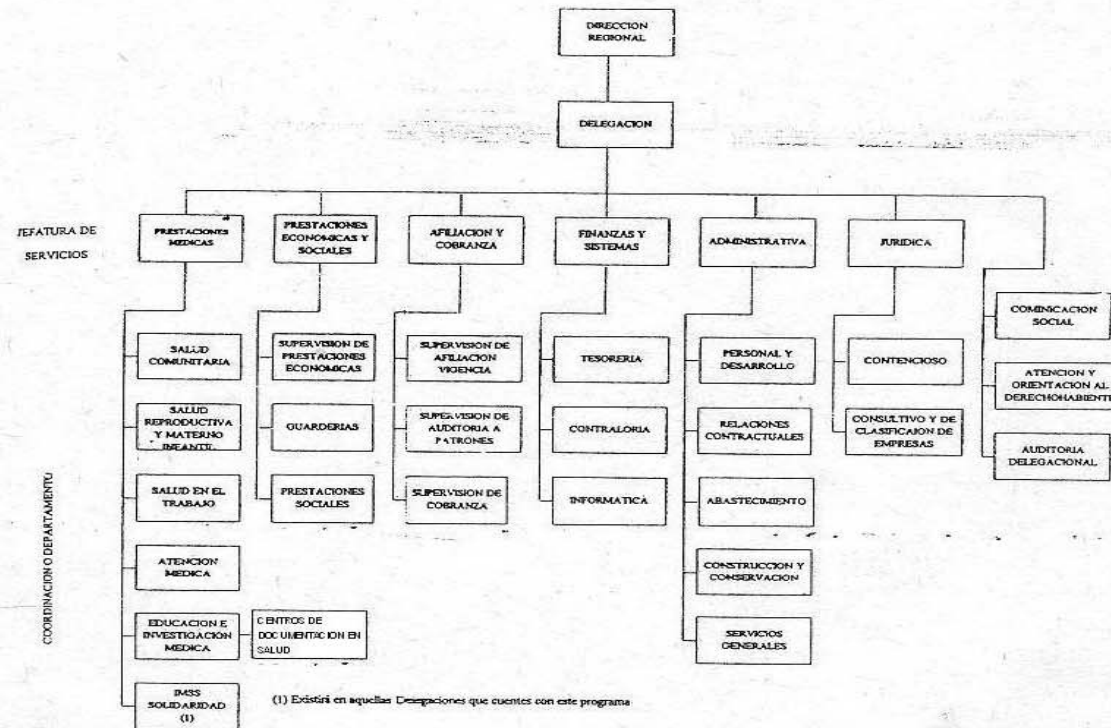 DIRECCION
REGIONAL
DELEGACION
JEFATURA DE
SERVICIOS
PRESTACIONES
MEDICAS
PRESTACIONES
ECONOMICAS Y
SOCIALES
AFILIACION Y
COBRANZA
FINANZAS Y
SISTEMAS
ADMINISTRATIVA
JURIDICA
COMINICACION
SOCIAL
ATENCION Y
ORIENTACION AL
DERECHOHABIENTE
AUDITORIA
DELEGACIONAL
COORDINACION O DEPARTAMENTO
SALUD
COMUNITARIA
SALUD
REPRODUCTIVA
Y MATERNO
INFANTIL
SALUD EN EL
TRABAJO
ATENCION
MEDICA
EDUCACION E
INVESTIGACION
MEDICA
CENTROS DE
DOCUMENTACION EN
SALUD
IMSS
SOLIDARIDAD
(1)
SUPERVISION DE
PRESTACIONES
ECONOMICAS
GUARDERIAS
PRESTACIONES
SOCIALES
SUPERVISION DE
AFILIACION
VIGENCIA
SUPERVISION DE
AUDITORIA A
PATRONES
SUPERVISION DE
COBRANZA
TESORERIA
CONTRALORIA
INFORMATICA
PERSONAL Y
DESARROLLO
RELACIONES
CONTRACTUALES
ABASTECIMIENTO
CONSTRUCCION Y
CONSERVACION
SERVICIOS
GENERALES
CONTENCIOSO
CONSULTIVO Y DE
CLASIFICAION DE
EMPRESAS
(1) Existirá en aquellas Delegaciones que cuentes con este programa